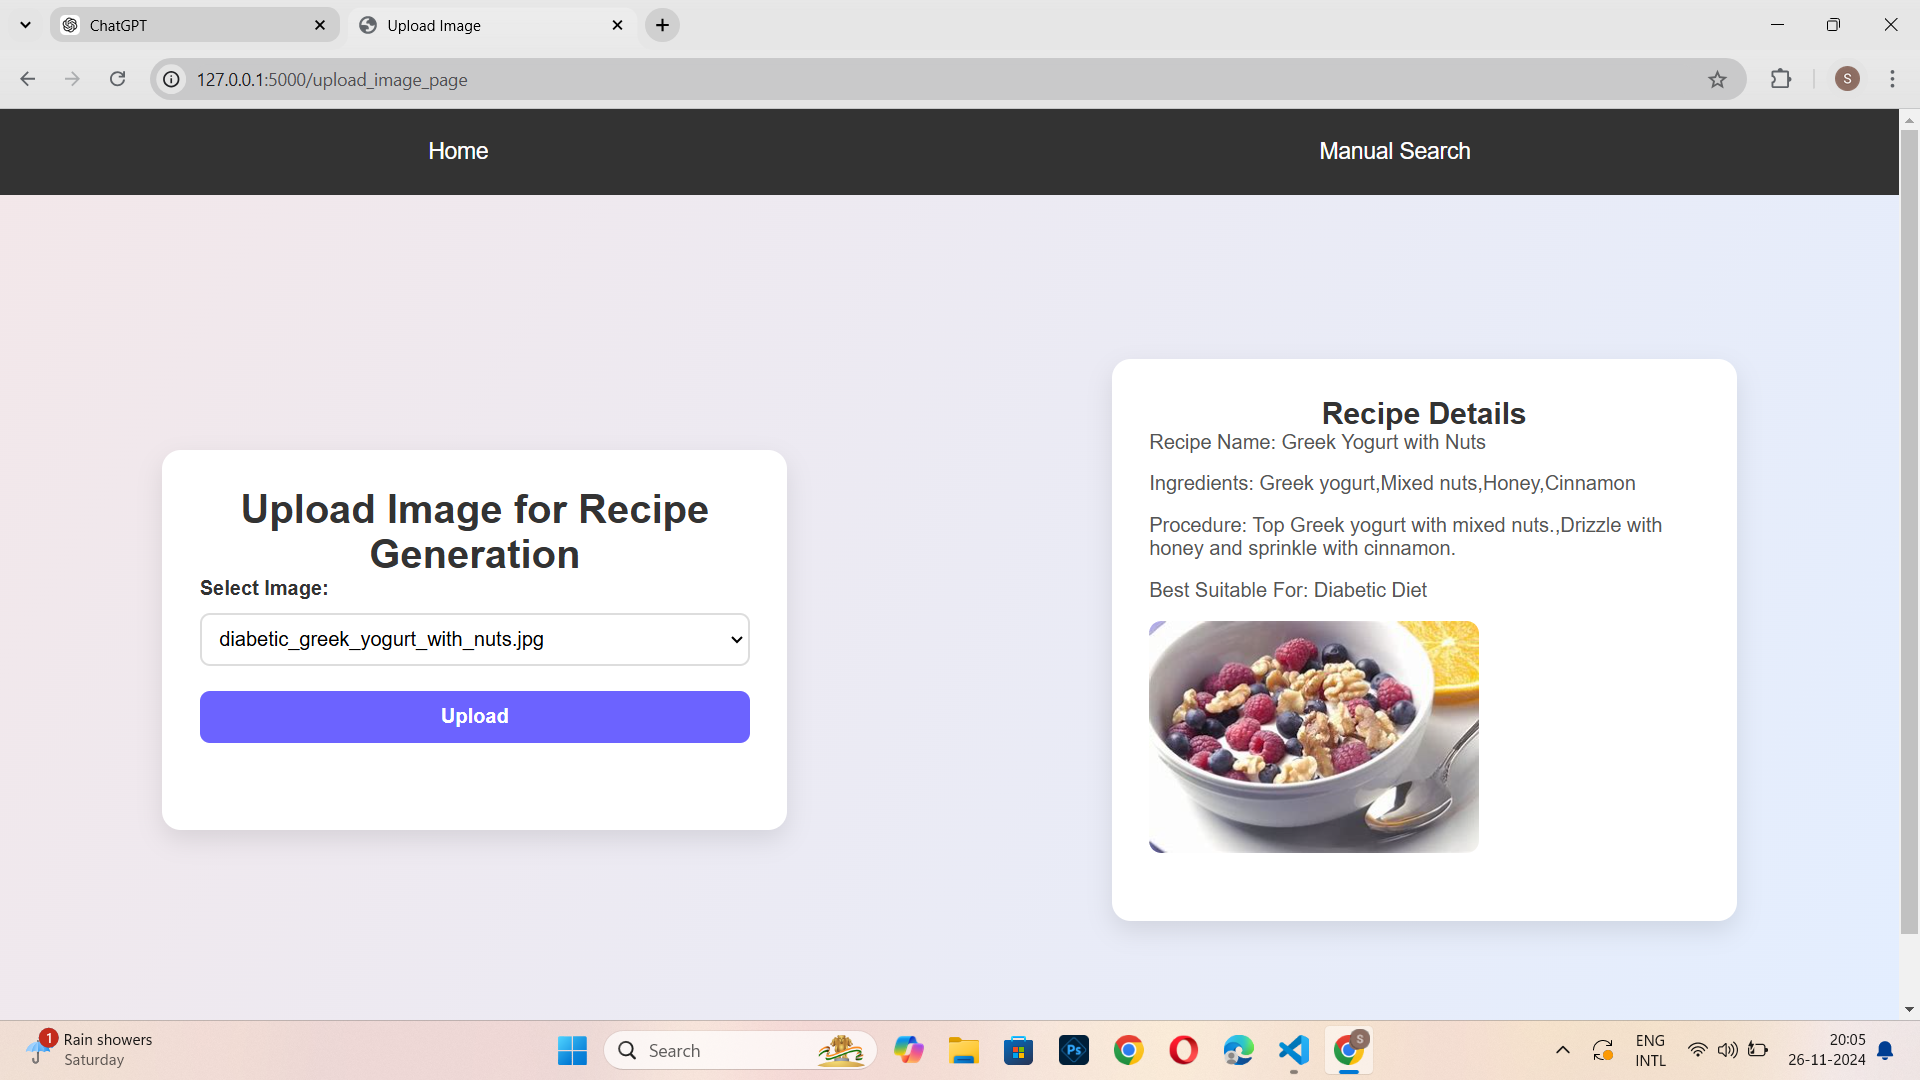 ChatGPT
Upload Image
127.0.0.1:5000/upload_image_page
S
Home
Manual Search
Upload Image for Recipe
Generation
Select Image:
diabetic_greek_yogurt_with_nuts.jpg
Upload
Recipe Details
Recipe Name: Greek Yogurt with Nuts
Ingredients: Greek yogurt,Mixed nuts,Honey,Cinnamon
Procedure: Top Greek yogurt with mixed nuts.,Drizzle with
honey and sprinkle with cinnamon.
Best Suitable For: Diabetic Diet
1
Rain showers
Saturday
Search
Ps
S
ENG
INTL
20:05
26-11-2024